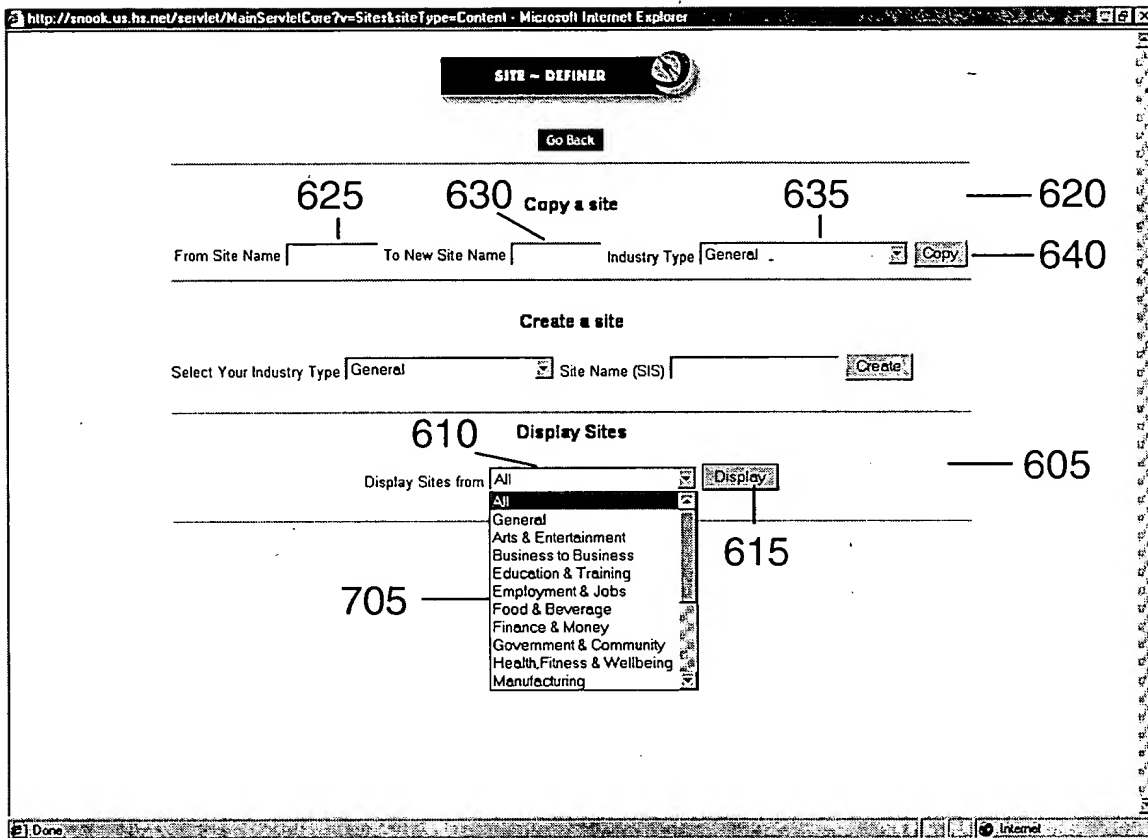 http://snook.us.hs.net/servlet/MainServletCore?v=Sites&siteType=Content - Microsoft Internet Explorer
SITE ~ DEFINER
Go Back
625 630 Copy a site 635 620
From Site Name To New Site Name Industry Type General Copy 640
Create a site
Select Your Industry Type General Site Name (SIS) Create
610 Display Sites 605
Display Sites from All Display
All
General
Arts & Entertainment
Business to Business 615
Education & Training
Employment & Jobs
705 Food & Beverage
Finance & Money
Government & Community
Health,Fitness & Wellbeing
Manufacturing
Done Internet